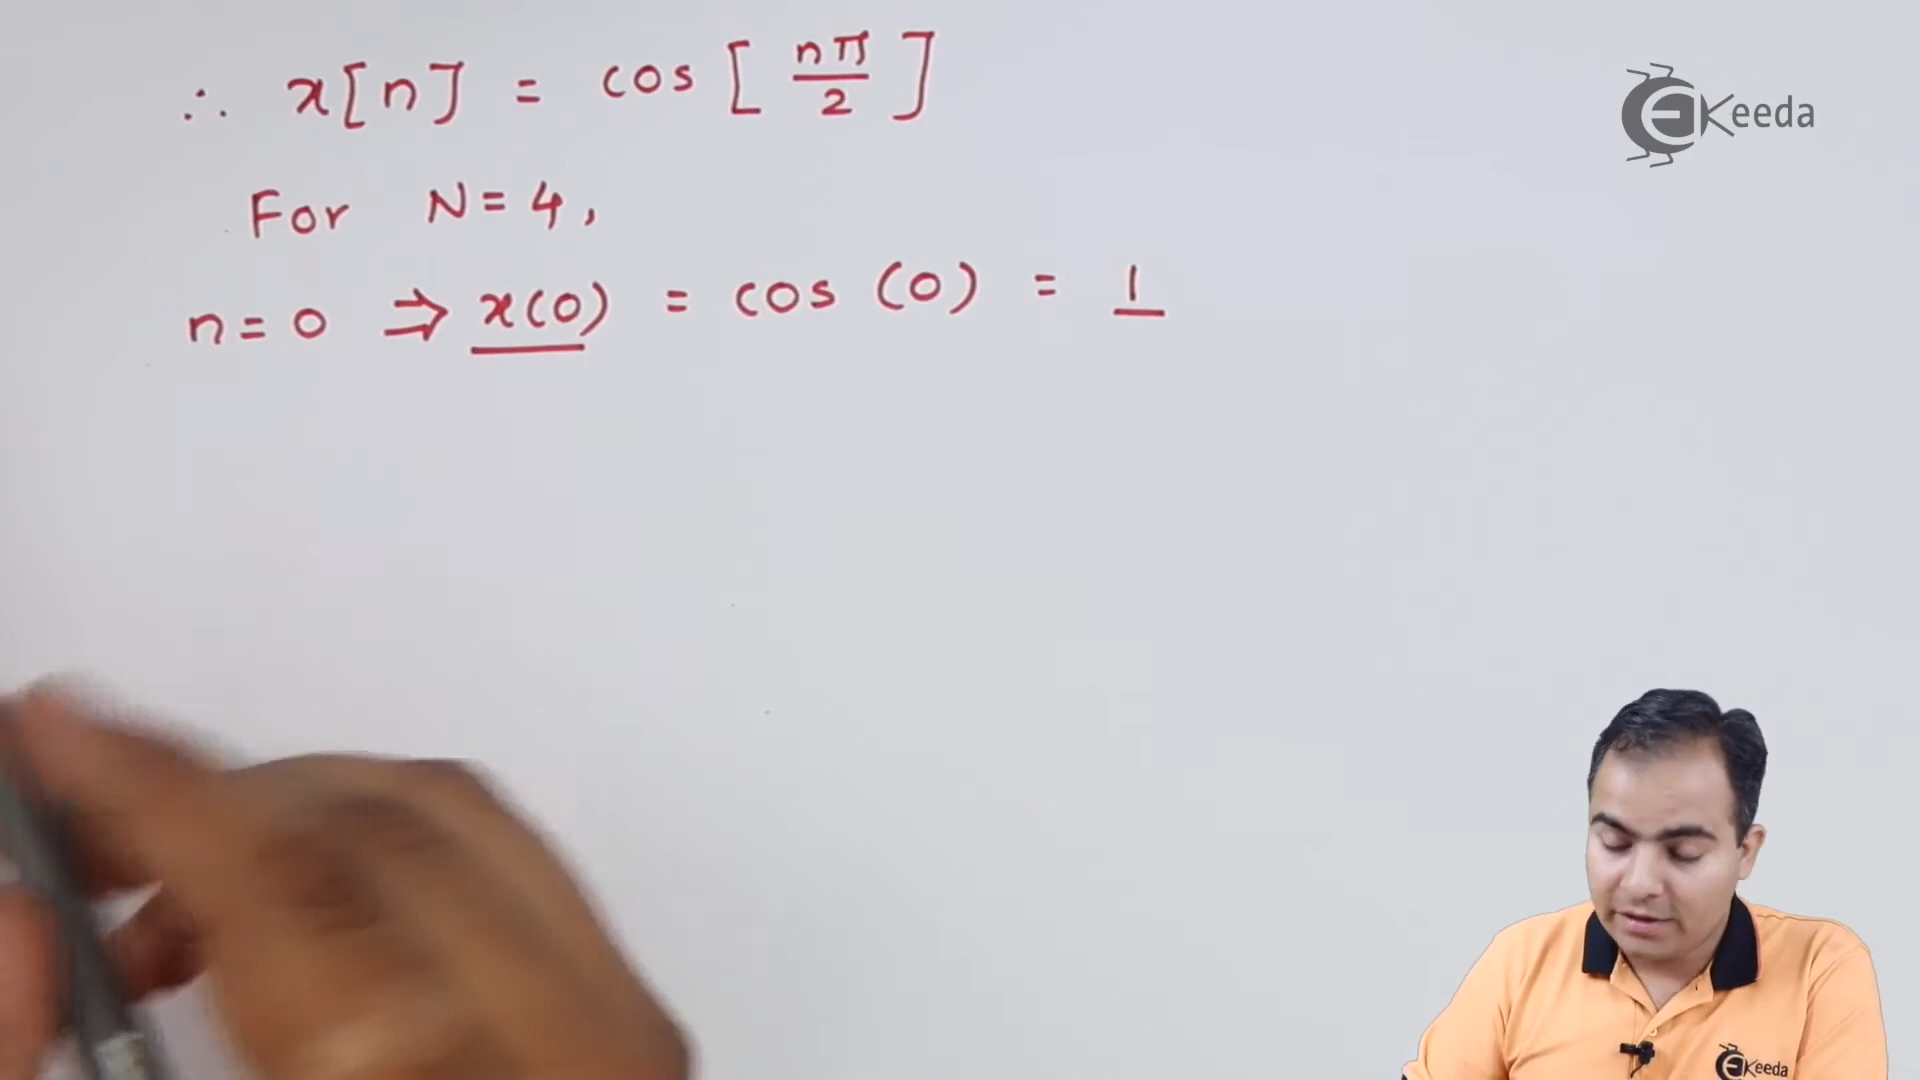 ∴ x[n] = cos [ nπ/2 ]
EKeeda
For N = 4,
n = 0 ⇒ x(0) = cos (0) = 1
EKeeda